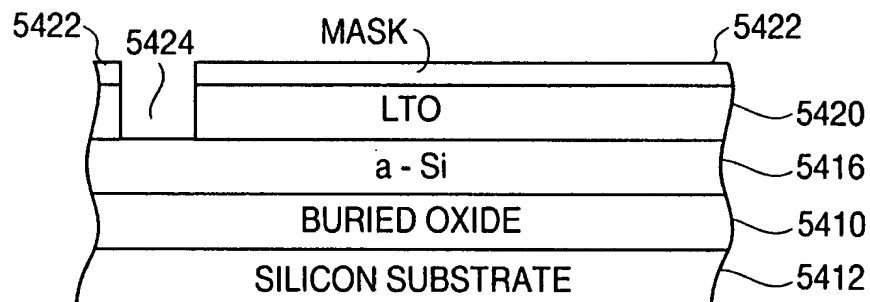 5422
5424
MASK
5422
LTO
5420
a - Si
5416
BURIED OXIDE
5410
SILICON SUBSTRATE
5412